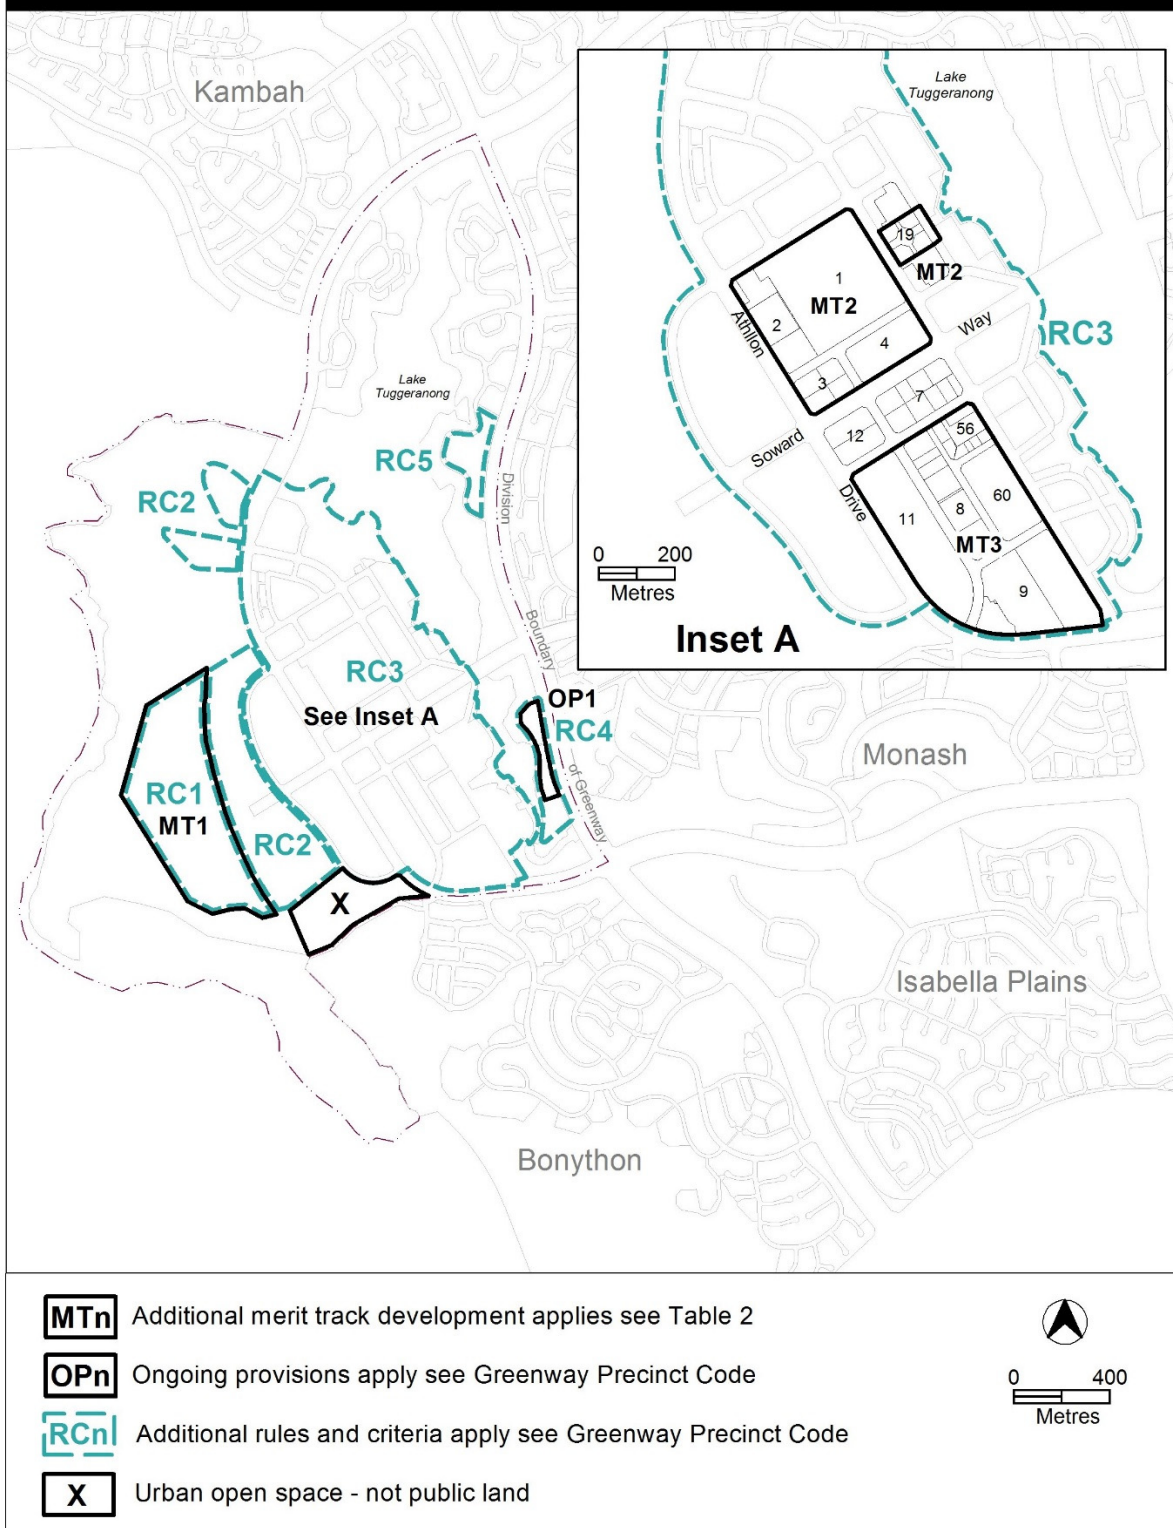 Kambah
Lake
Tuggeranong
RC5
RC2
Division
Boundary
of Greenway
RC3
See Inset A
OP1
RC4
RC1
MT1
RC2
X
Monash
Isabella Plains
Bonython
Lake
Tuggeranong
19
MT2
1
MT2
2
Athllon
4
3
Way
RC3
7
12
Soward
56
Drive
11
60
8
MT3
9
0 200
Metres
Inset A
MTn Additional merit track development applies see Table 2
OPn Ongoing provisions apply see Greenway Precinct Code
RCn Additional rules and criteria apply see Greenway Precinct Code
X Urban open space - not public land
0 400
Metres